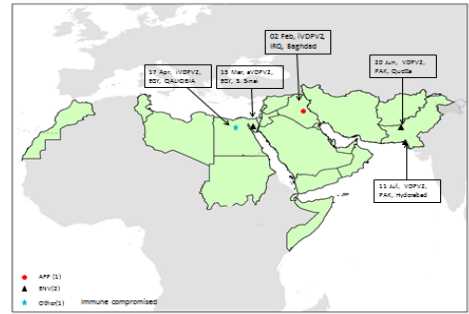 02 Feb, iVDPV2,
IRQ, Baghdad
17 Apr, iVDPV2,
EGY, QALIOSIA
15 Mar, aVDPV2,
EGY, S. Sinai
20 Jun, VDPV2,
PAK, Quetta
11 Jul, VDPV2,
PAK, Hyderabad
AFP (1)
ENV(2)
Other(1) Immune compromised